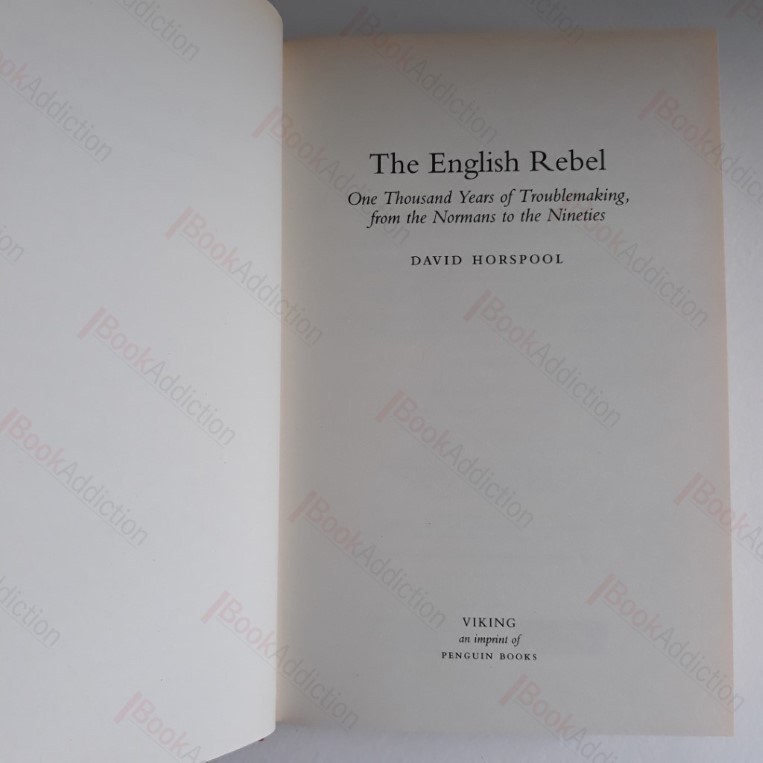 The English Rebel
One Thousand Years of Troublemaking,
from the Normans to the Nineties
DAVID HORSPOOL
VIKING
an imprint of
PENGUIN BOOKS
BookAddiction